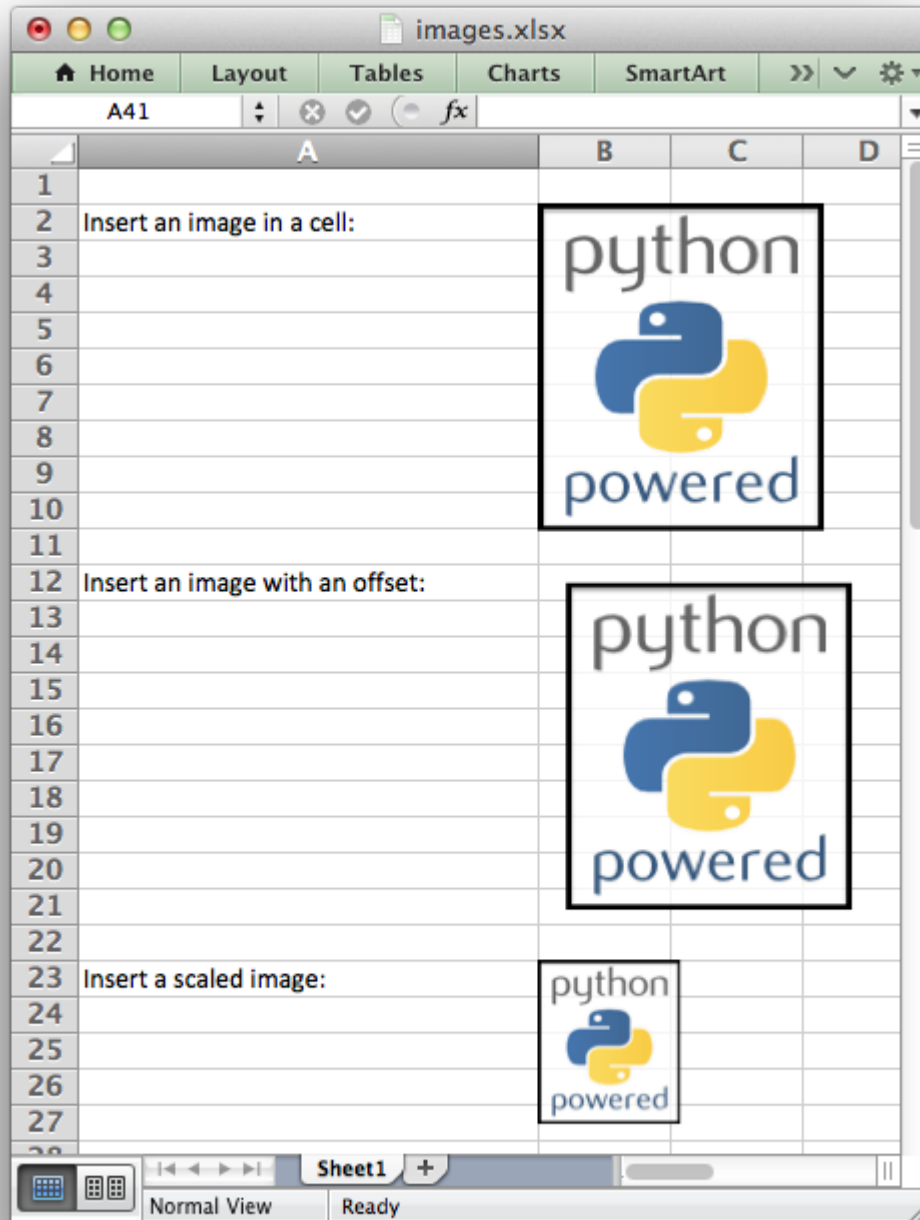 images.xlsx
Home Layout Tables Charts SmartArt
A41 fx
A B C D
1
2 Insert an image in a cell:
python
3
4
5
6
7
8
9
powered
10
11
12 Insert an image with an offset:
13
python
14
15
16
17
18
19
20
powered
21
22
23 Insert a scaled image:
python
24
25
26
powered
27
28
Sheet1 +
Normal View Ready